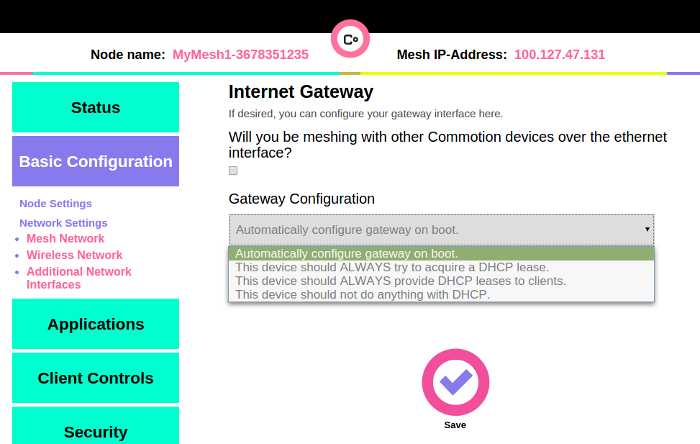 Co
Node name: MyMesh1-3678351235
Mesh IP-Address: 100.127.47.131
Status
Basic Configuration
Node Settings
Network Settings
Mesh Network
Wireless Network
Additional Network
Interfaces
Applications
Client Controls
Security
Internet Gateway
If desired, you can configure your gateway interface here.
Will you be meshing with other Commotion devices over the ethernet
interface?
Gateway Configuration
Automatically configure gateway on boot.
Automatically configure gateway on boot.
This device should ALWAYS try to acquire a DHCP lease.
This device should ALWAYS provide DHCP leases to clients.
This device should not do anything with DHCP.
Save